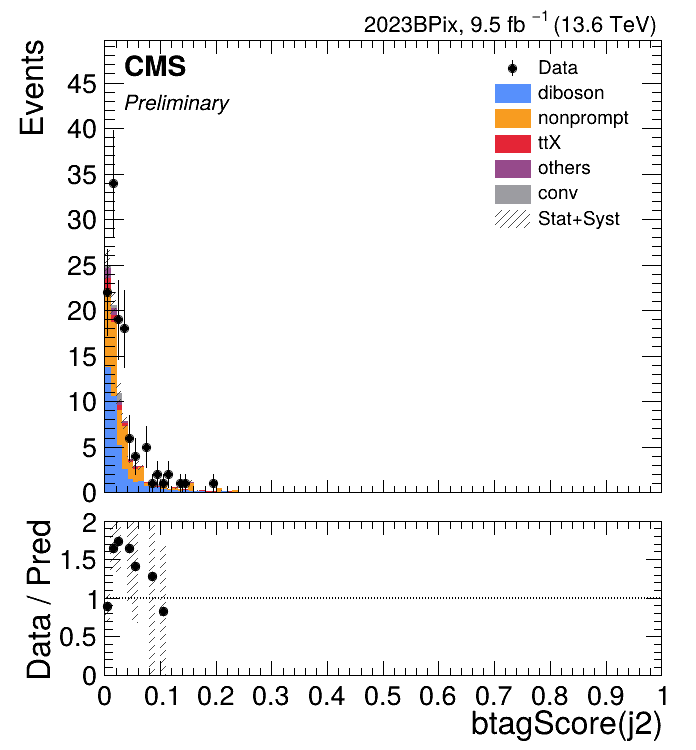 2023BPix, 9.5 fb⁻¹ (13.6 TeV)
CMS
Preliminary
Events
45
40
35
30
25
20
15
10
5
0
Data
diboson
nonprompt
ttX
others
conv
Stat+Syst
Data / Pred
2
1.5
1
0.5
0
0 0.1 0.2 0.3 0.4 0.5 0.6 0.7 0.8 0.9 1
btagScore(j2)